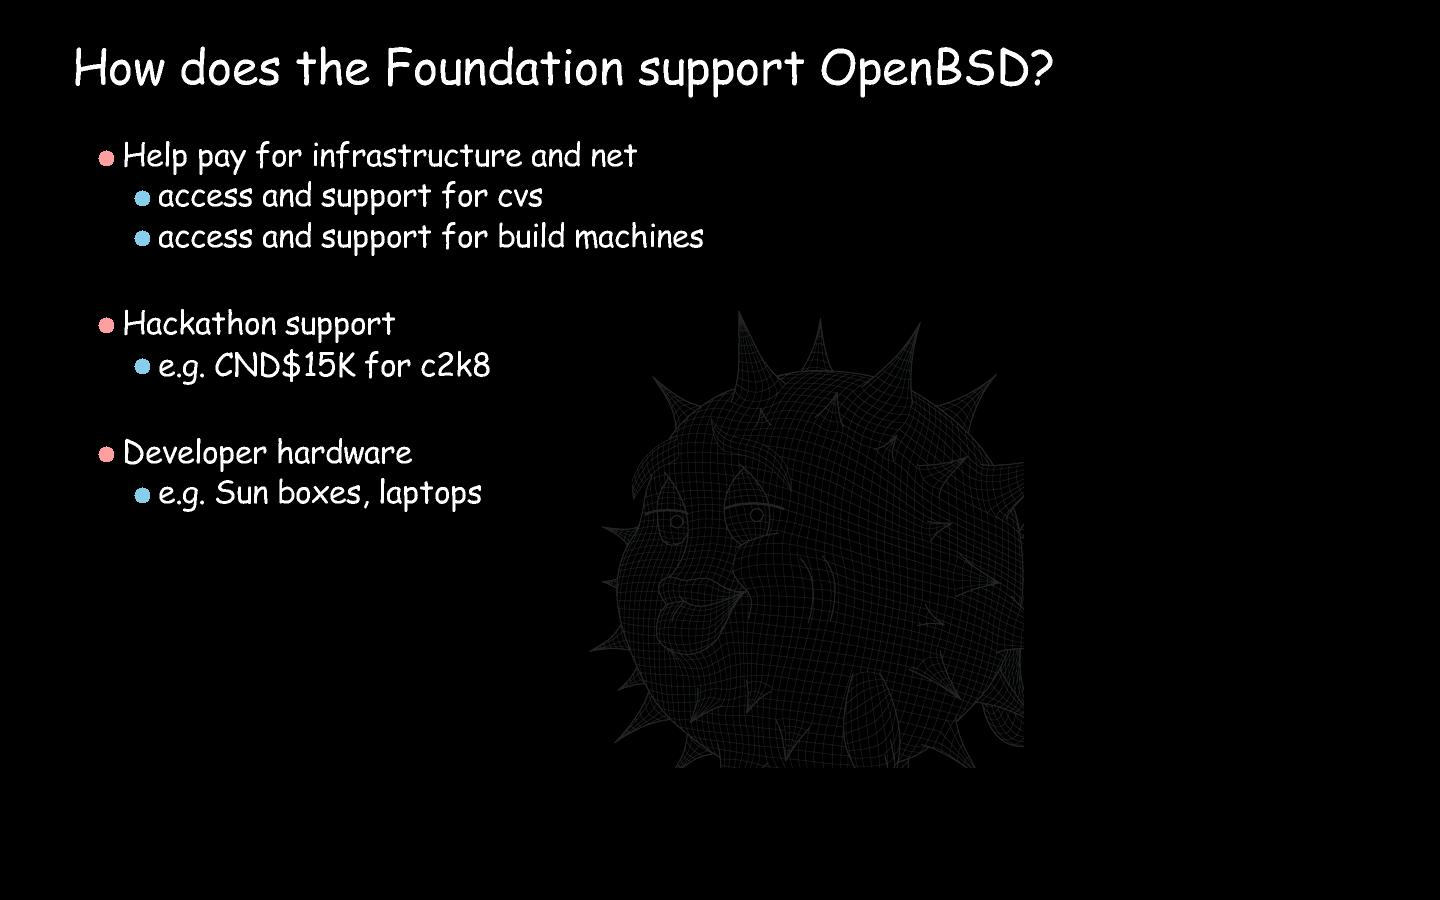 How does the Foundation support OpenBSD?
Help pay for infrastructure and net
access and support for cvs
access and support for build machines
Hackathon support
e.g. CND$15K for c2k8
Developer hardware
e.g. Sun boxes, laptops